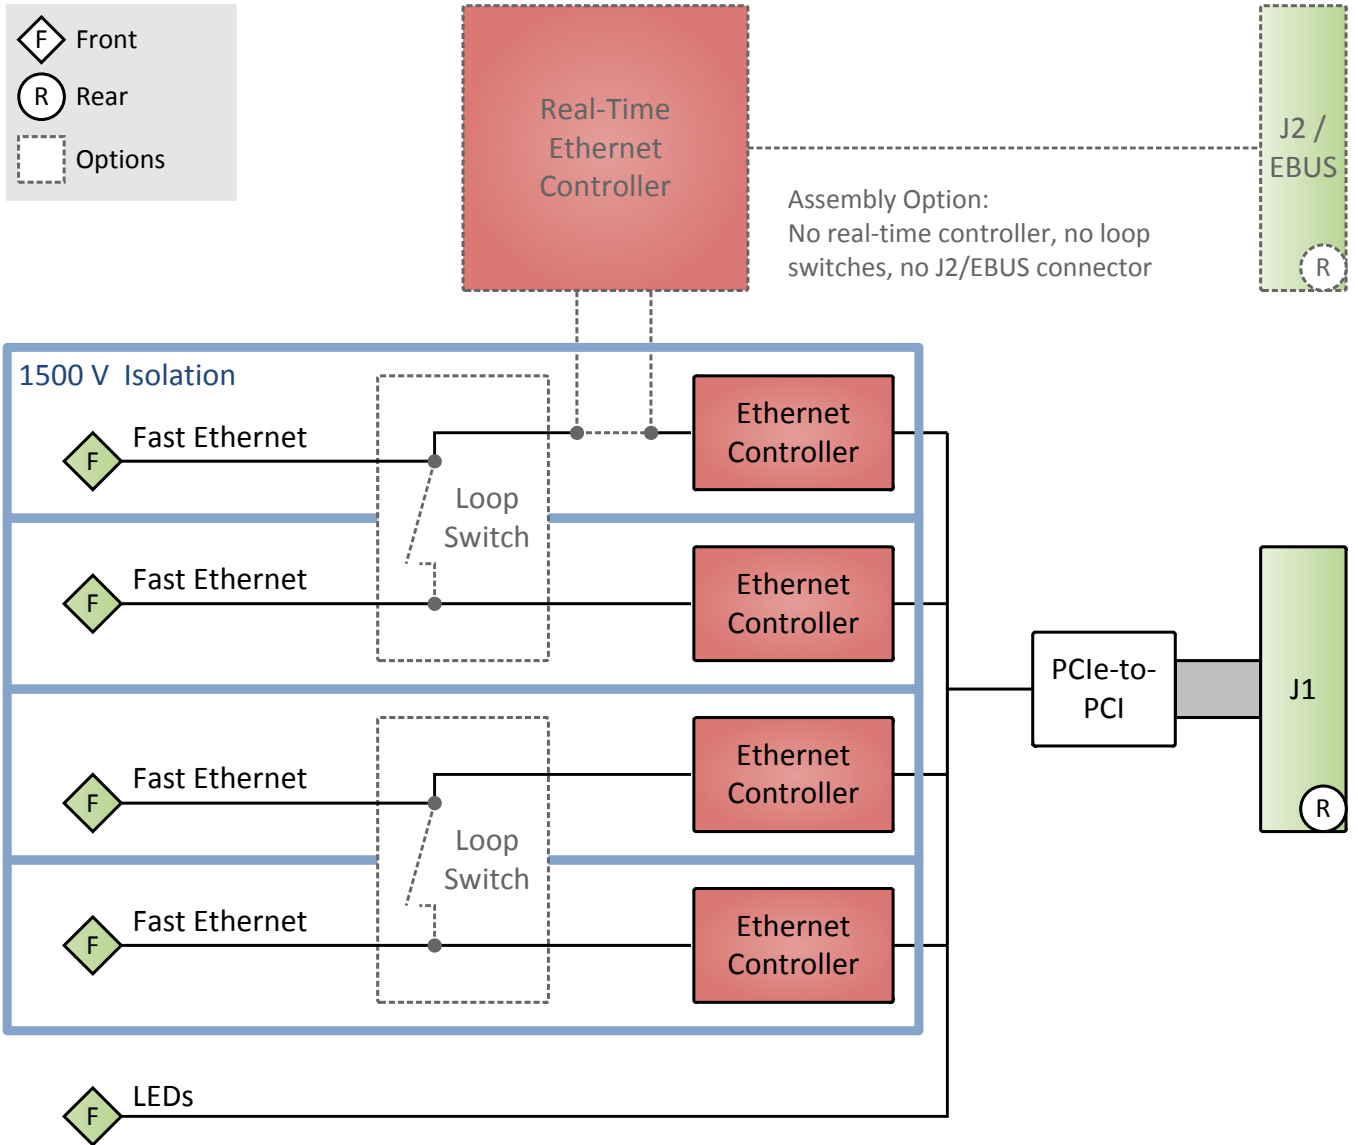 F Front
R Rear
Options
Real-Time
Ethernet
Controller
J2 /
EBUS
R
Assembly Option:
No real-time controller, no loop
switches, no J2/EBUS connector
1500 V Isolation
F
Fast Ethernet
Loop
Switch
Ethernet
Controller
F
Fast Ethernet
Ethernet
Controller
F
Fast Ethernet
Loop
Switch
Ethernet
Controller
F
Fast Ethernet
Ethernet
Controller
PCIe-to-
PCI
J1
R
F
LEDs